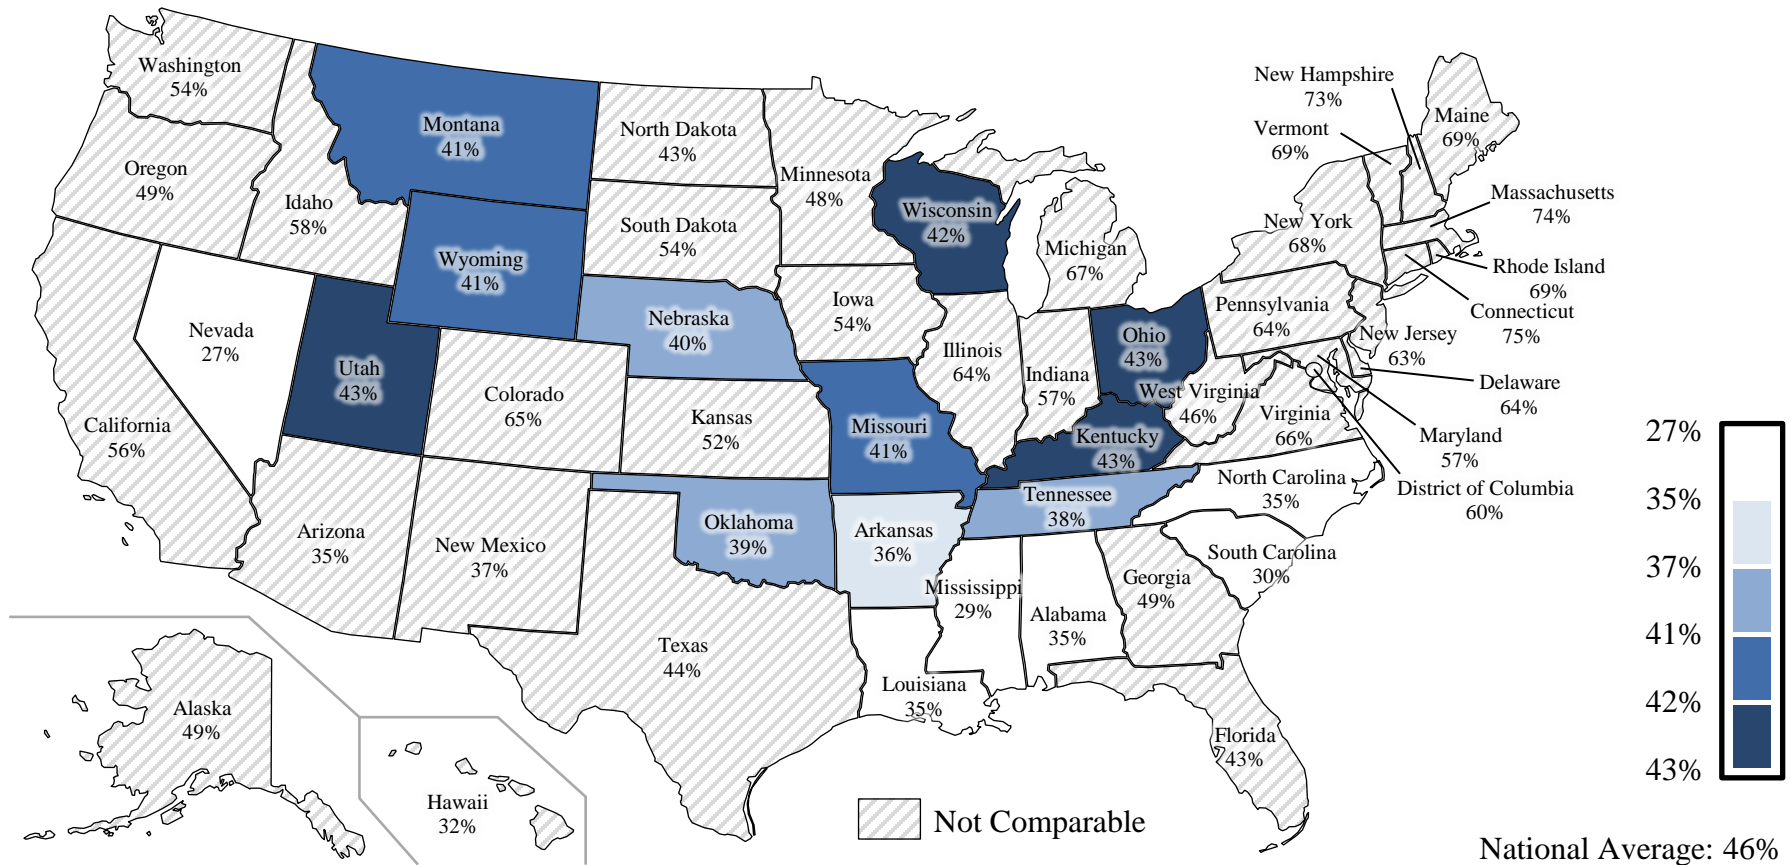 Washington
54%
Montana
41%
North Dakota
43%
Minnesota
48%
New Hampshire
73%
Vermont
69%
Maine
69%
Oregon
49%
Idaho
58%
Wyoming
41%
South Dakota
54%
Wisconsin
42%
Michigan
67%
New York
68%
Massachusetts
74%
Rhode Island
69%
Connecticut
75%
Nevada
27%
Utah
43%
Nebraska
40%
Iowa
54%
Illinois
64%
Indiana
57%
Ohio
43%
Pennsylvania
64%
New Jersey
63%
Delaware
64%
Maryland
57%
District of Columbia
60%
West Virginia
46%
Virginia
66%
California
56%
Colorado
65%
Kansas
52%
Missouri
41%
Kentucky
43%
Arizona
35%
New Mexico
37%
Oklahoma
39%
Arkansas
36%
Tennessee
38%
North Carolina
35%
South Carolina
30%
Texas
44%
Louisiana
35%
Mississippi
29%
Alabama
35%
Georgia
49%
Florida
43%
Alaska
49%
Hawaii
32%
Not Comparable
27%
35%
37%
41%
42%
43%
National Average: 46%